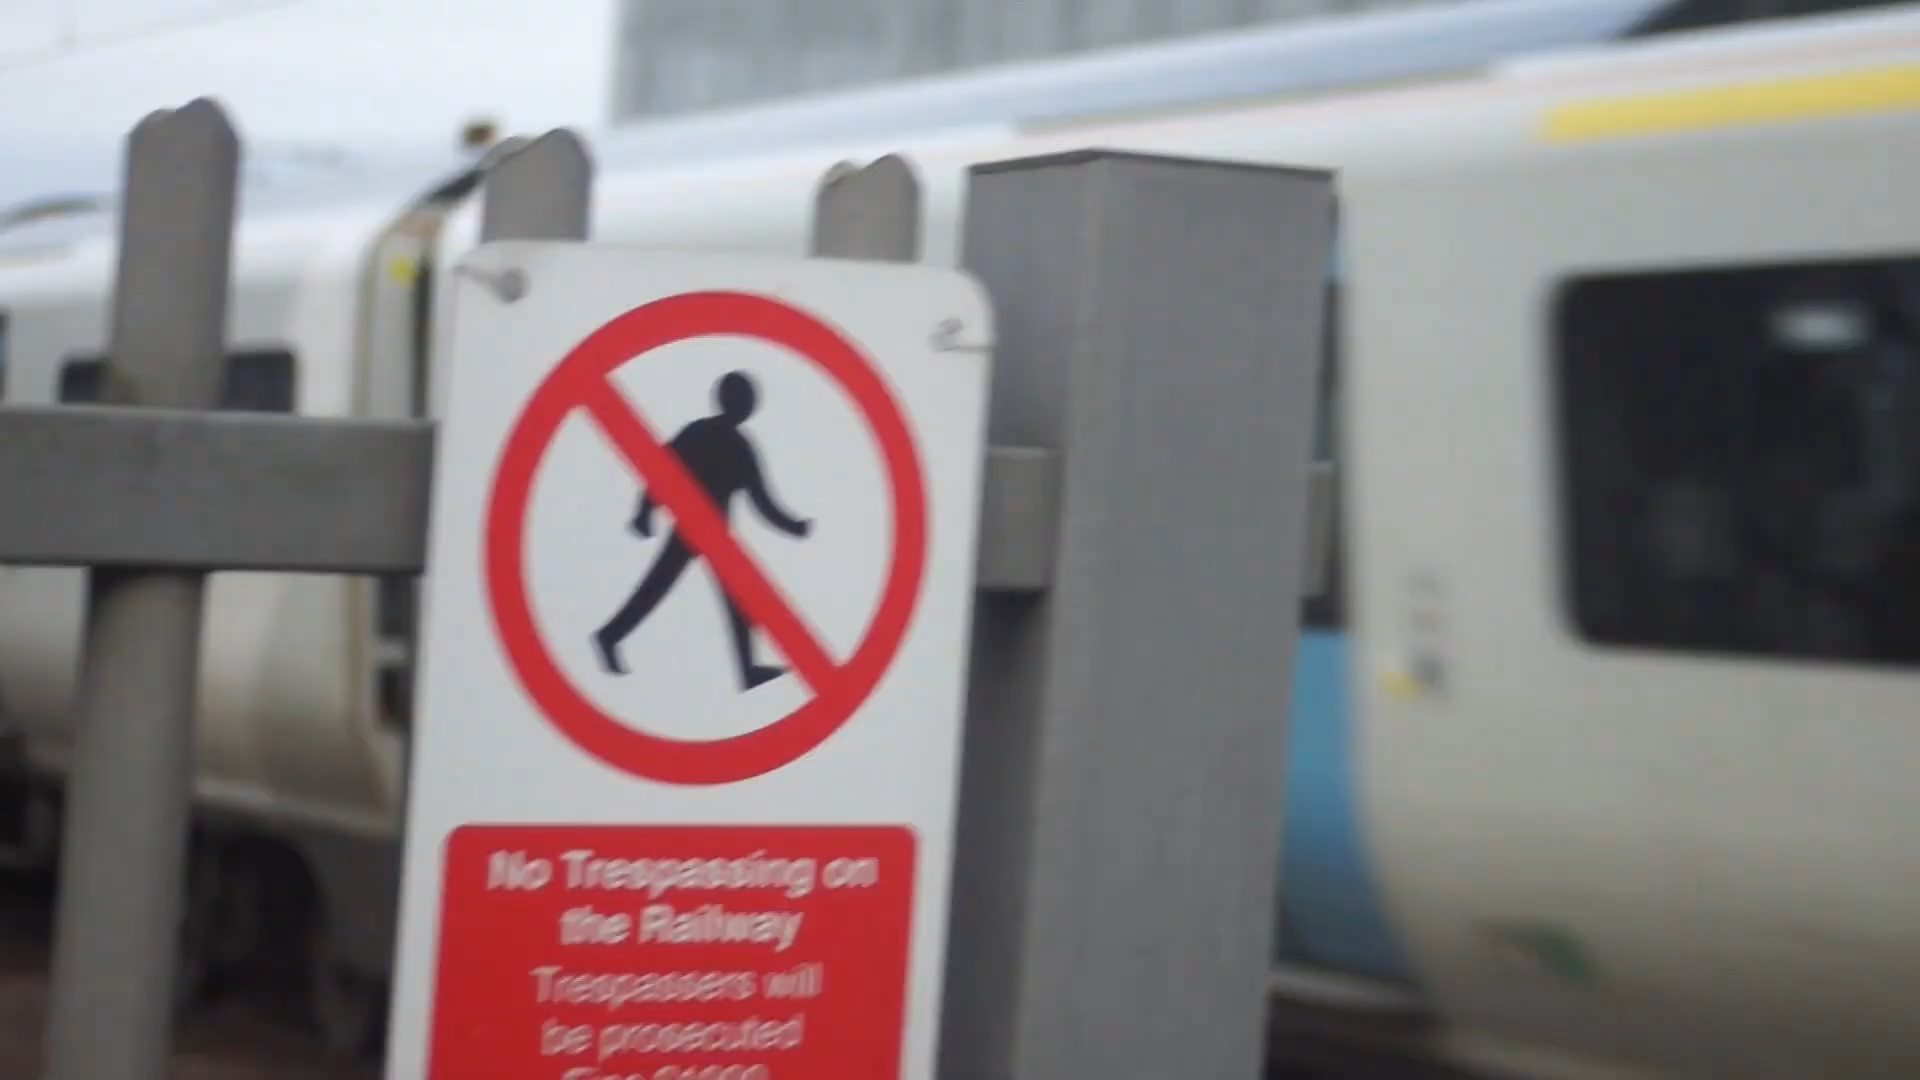 No Trespassing on
the Railway
Trespassers will
be prosecuted